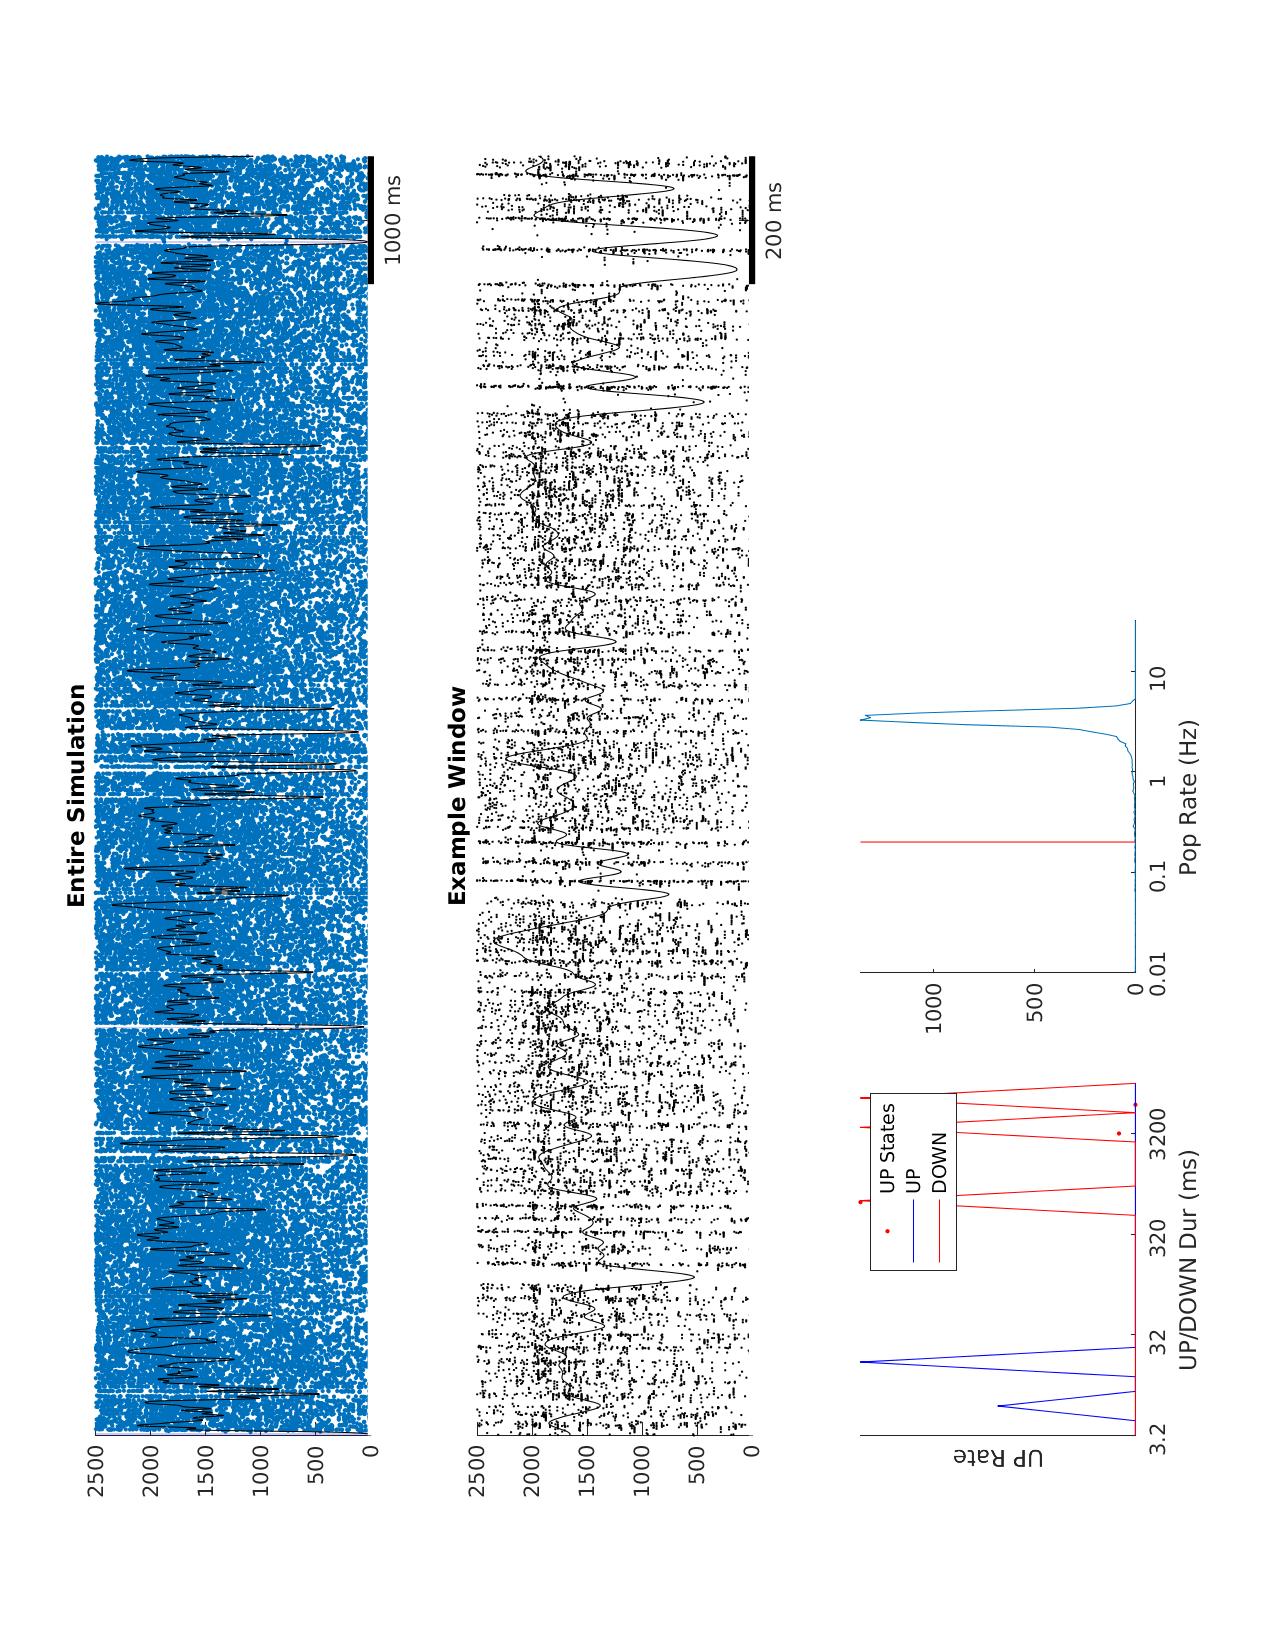 Entire Simulation
2500
2000
1500
1000
500
0
1000 ms
Example Window
2500
2000
1500
1000
500
0
200 ms
UP States
UP
DOWN
UP Rate
3.2
32
320
3200
UP/DOWN Dur (ms)
1000
500
0
0.01
0.1
1
10
Pop Rate (Hz)